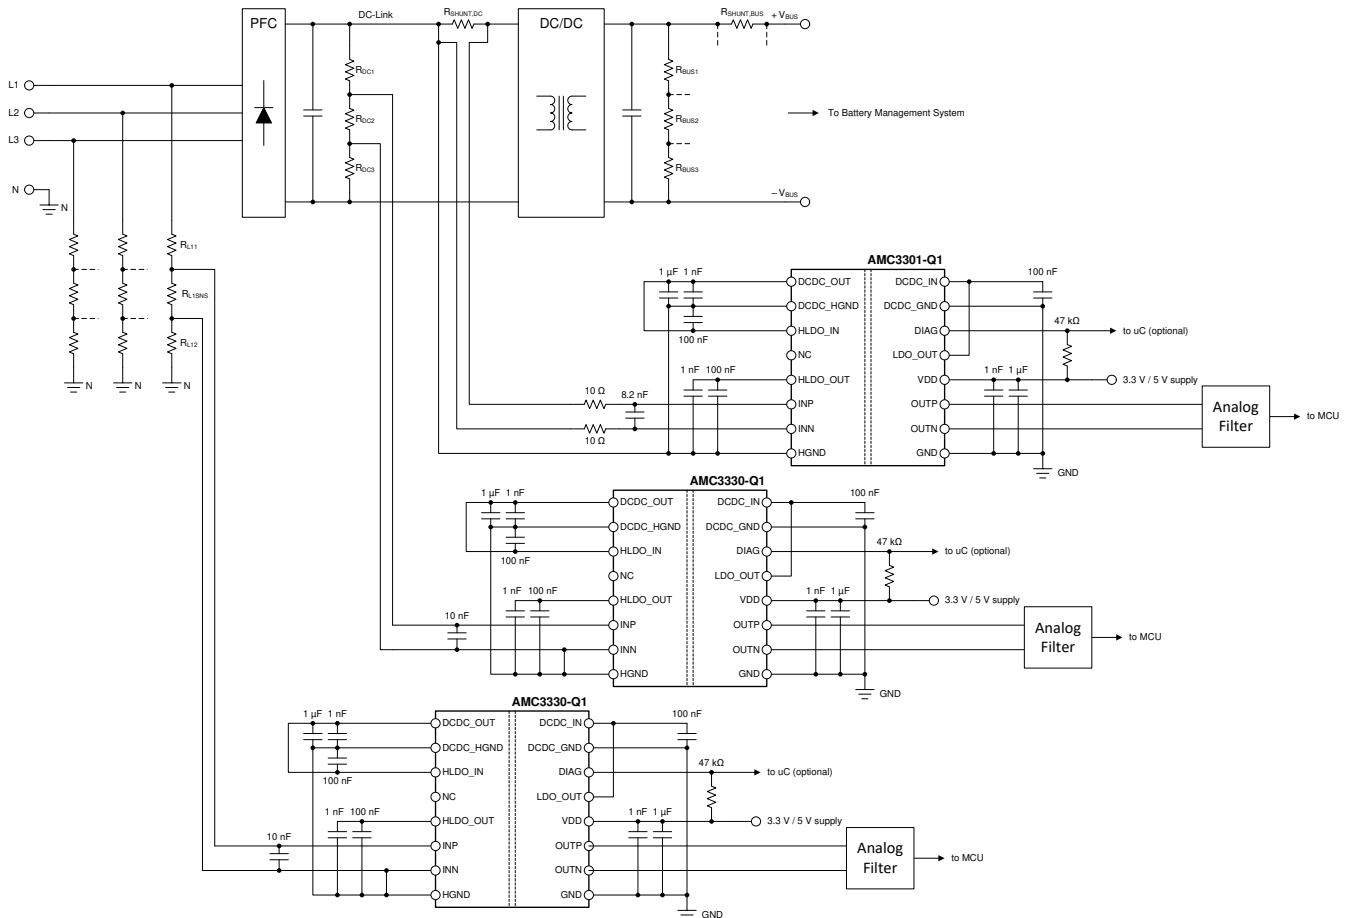 PFC
DC-Link
RSHUNT,DC
DC/DC
RSHUNT,BUS
+ VBUS
RDC1
RBUS1
L1
L2
RDC2
RBUS2
To Battery Management System
L3
RDC3
RBUS3
N
N
– VBUS
RL11
RL1SNS
RL12
N
N
N
AMC3301-Q1
1 µF
1 nF
DCDC_OUT
DCDC_IN
100 nF
DCDC_HGND
DCDC_GND
100 nF
HLDO_IN
DIAG
47 kΩ
to uC (optional)
NC
LDO_OUT
1 nF
100 nF
HLDO_OUT
VDD
1 nF
1 µF
3.3 V / 5 V supply
10 Ω
8.2 nF
INP
OUTP
10 Ω
INN
OUTN
Analog
Filter
to MCU
HGND
GND
GND
AMC3330-Q1
1 µF
1 nF
DCDC_OUT
DCDC_IN
100 nF
DCDC_HGND
DCDC_GND
100 nF
HLDO_IN
DIAG
47 kΩ
to uC (optional)
NC
LDO_OUT
1 nF
100 nF
HLDO_OUT
VDD
1 nF
1 µF
3.3 V / 5 V supply
10 nF
INP
OUTP
INN
OUTN
Analog
Filter
to MCU
HGND
GND
GND
AMC3330-Q1
1 µF
1 nF
DCDC_OUT
DCDC_IN
100 nF
DCDC_HGND
DCDC_GND
100 nF
HLDO_IN
DIAG
47 kΩ
to uC (optional)
NC
LDO_OUT
1 nF
100 nF
HLDO_OUT
VDD
1 nF
1 µF
3.3 V / 5 V supply
10 nF
INP
OUTP
INN
OUTN
Analog
Filter
to MCU
HGND
GND
GND